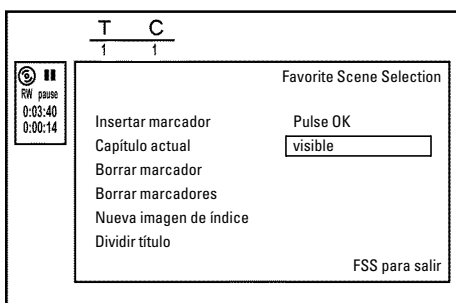 T C
1 1
RW pause
0:03:40
0:00:14
Favorite Scene Selection
Insertar marcador Pulse OK
Capítulo actual visible
Borrar marcador
Borrar marcadores
Nueva imagen de índice
Dividir título
FSS para salir